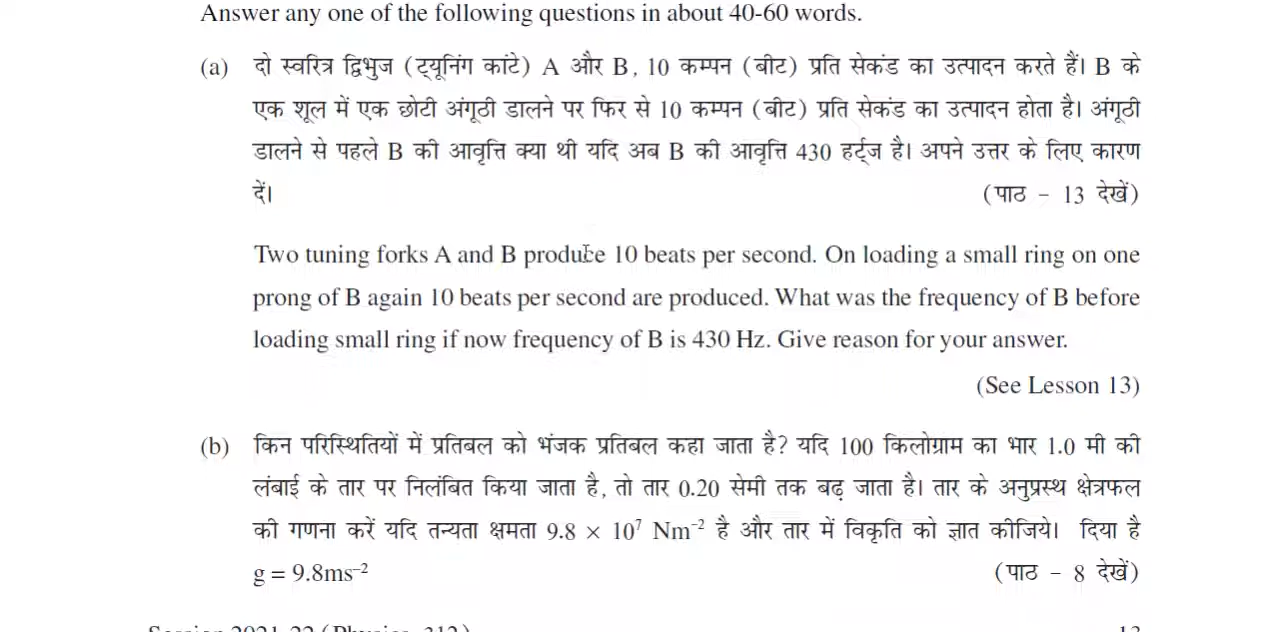 Answer any one of the following questions in about 40-60 words.
(a) दो स्वरित्र द्विभुज (ट्यूनिंग कांटे) A और B, 10 कम्पन (बीट) प्रति सेकंड का उत्पादन करते हैं। B के
एक शूल में एक छोटी अंगूठी डालने पर फिर से 10 कम्पन (बीट) प्रति सेकंड का उत्पादन होता है। अंगूठी
डालने से पहले B की आवृत्ति क्या थी यदि अब B की आवृत्ति 430 हर्ट्ज है। अपने उत्तर के लिए कारण
दें। (पाठ - 13 देखें)
Two tuning forks A and B produce 10 beats per second. On loading a small ring on one
prong of B again 10 beats per second are produced. What was the frequency of B before
loading small ring if now frequency of B is 430 Hz. Give reason for your answer.
(See Lesson 13)
(b) किन परिस्थितियों में प्रतिबल को भंजक प्रतिबल कहा जाता है? यदि 100 किलोग्राम का भार 1.0 मी की
लंबाई के तार पर निलंबित किया जाता है, तो तार 0.20 सेमी तक बढ़ जाता है। तार के अनुप्रस्थ क्षेत्रफल
की गणना करें यदि तन्यता क्षमता 9.8 × 10⁷ Nm⁻² है और तार में विकृति को ज्ञात कीजिये। दिया है
g = 9.8ms⁻² (पाठ - 8 देखें)
Session 2021-22 (Physics 312) 13